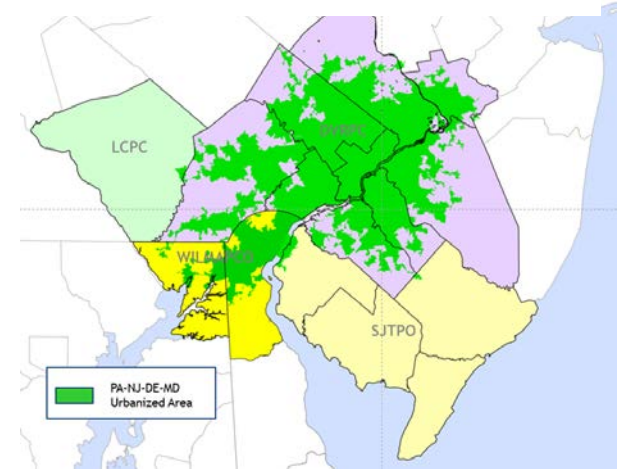 DVRPC
LCPC
WILMAPCO
SJTPO
PA-NJ-DE-MD
Urbanized Area